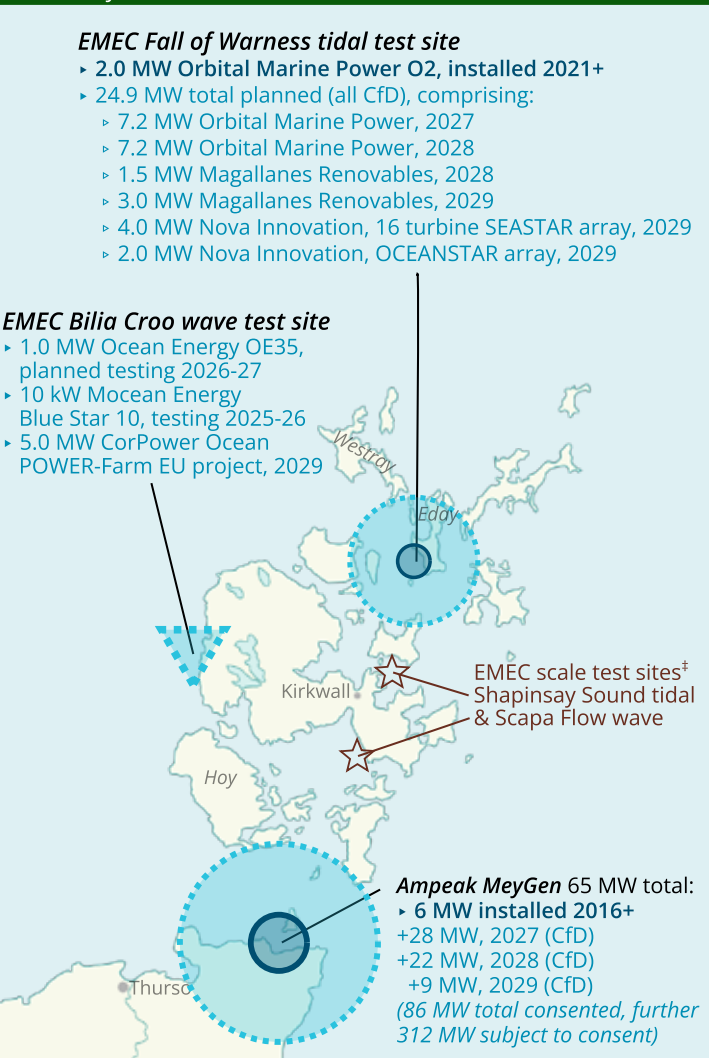 EMEC Fall of Warness tidal test site
‣ 2.0 MW Orbital Marine Power O2, installed 2021+
‣ 24.9 MW total planned (all CfD), comprising:
▹ 7.2 MW Orbital Marine Power, 2027
▹ 7.2 MW Orbital Marine Power, 2028
▹ 1.5 MW Magallanes Renovables, 2028
▹ 3.0 MW Magallanes Renovables, 2029
▹ 4.0 MW Nova Innovation, 16 turbine SEASTAR array, 2029
▹ 2.0 MW Nova Innovation, OCEANSTAR array, 2029
EMEC Bilia Croo wave test site
‣ 1.0 MW Ocean Energy OE35,
planned testing 2026-27
‣ 10 kW Mocean Energy
Blue Star 10, testing 2025-26
‣ 5.0 MW CorPower Ocean
POWER-Farm EU project, 2029
Westray
Eday
EMEC scale test sites‡
Shapinsay Sound tidal
& Scapa Flow wave
Kirkwall
Hoy
Ampeak MeyGen 65 MW total:
‣ 6 MW installed 2016+
+28 MW, 2027 (CfD)
+22 MW, 2028 (CfD)
+9 MW, 2029 (CfD)
(86 MW total consented, further
312 MW subject to consent)
Thurso